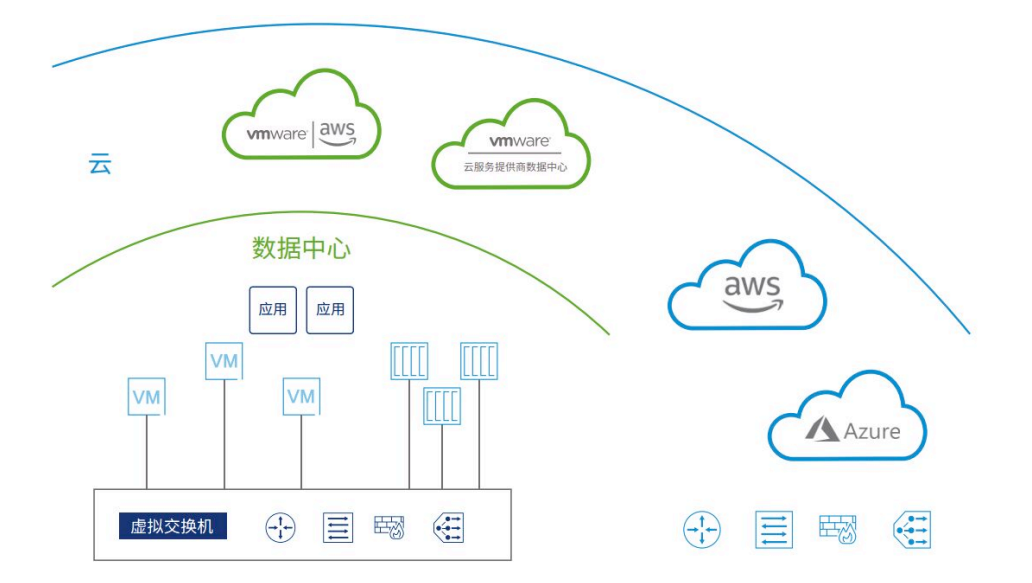 vmware | aws
vmware
云服务提供商数据中心
云
数据中心
aws
应用 应用
VM
VM
VM
Azure
虚拟交换机